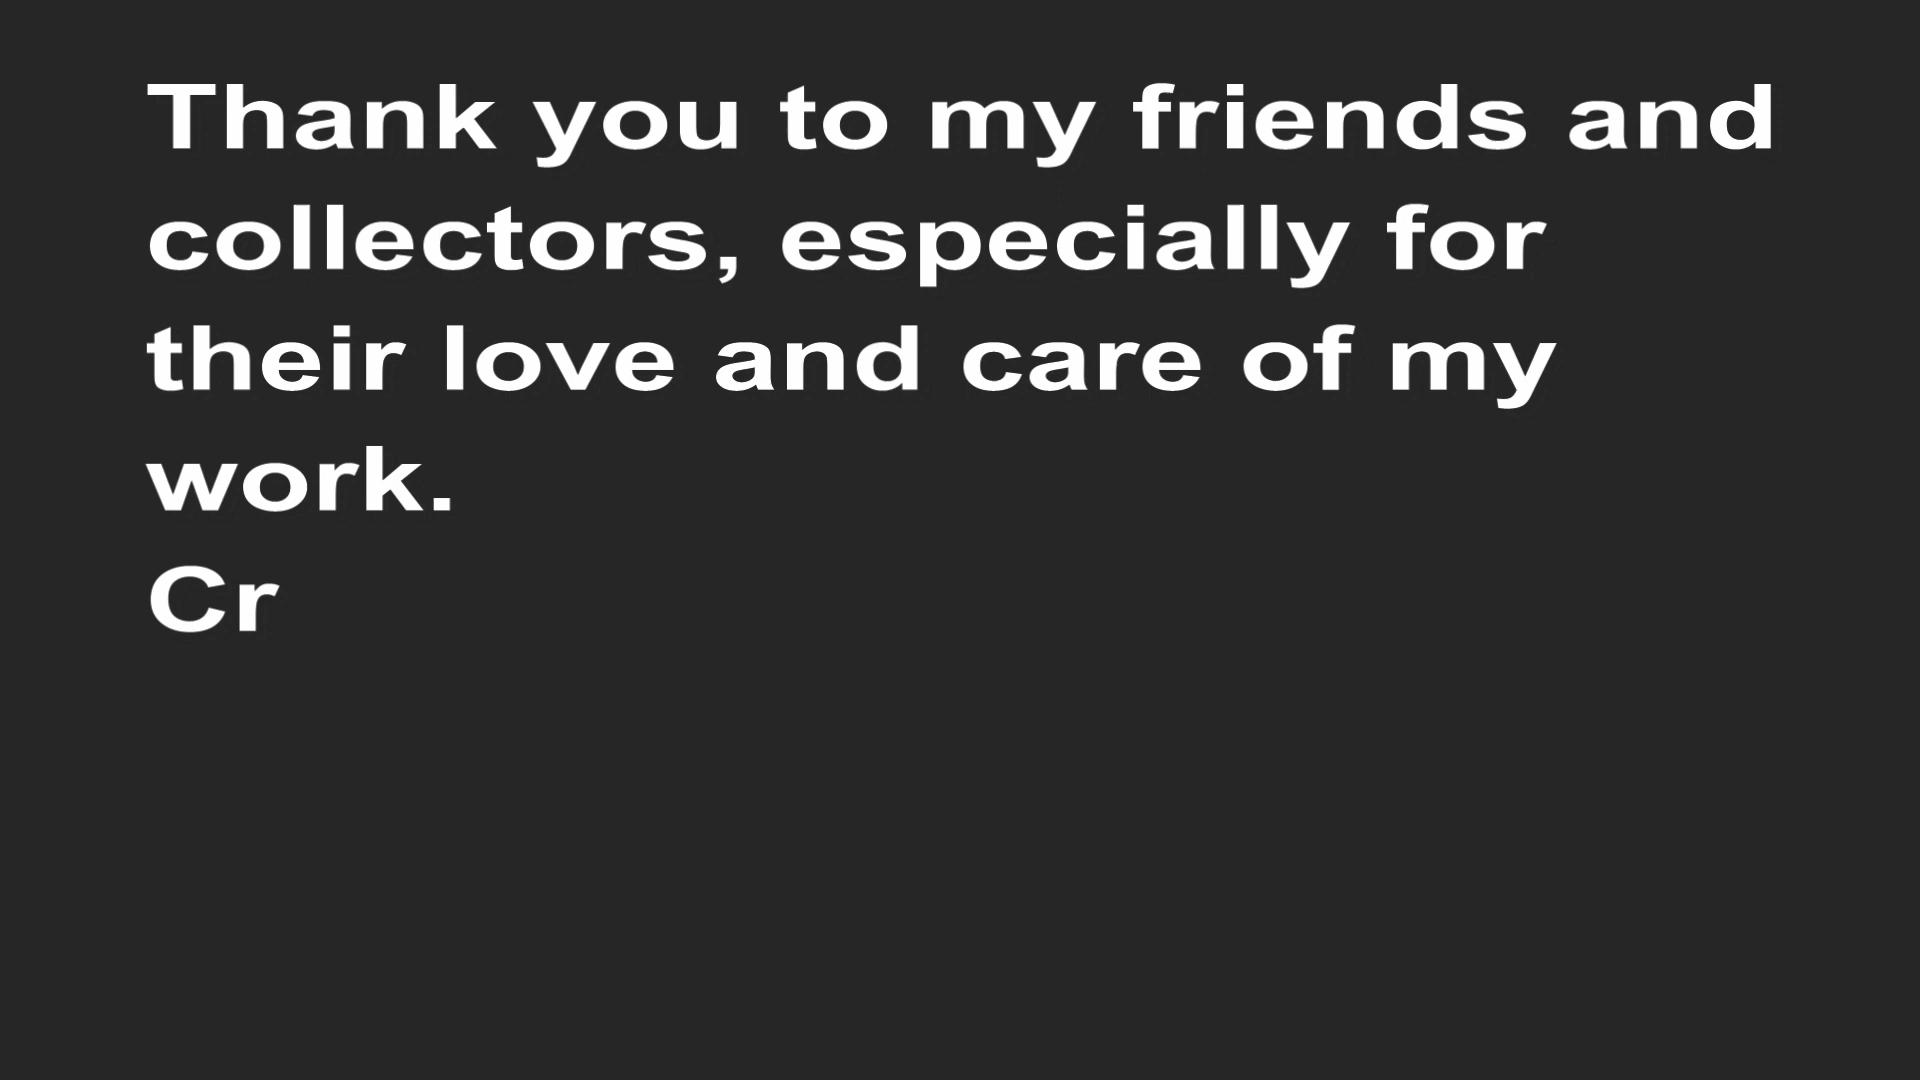 Thank you to my friends and
collectors, especially for
their love and care of my
work.
Cr